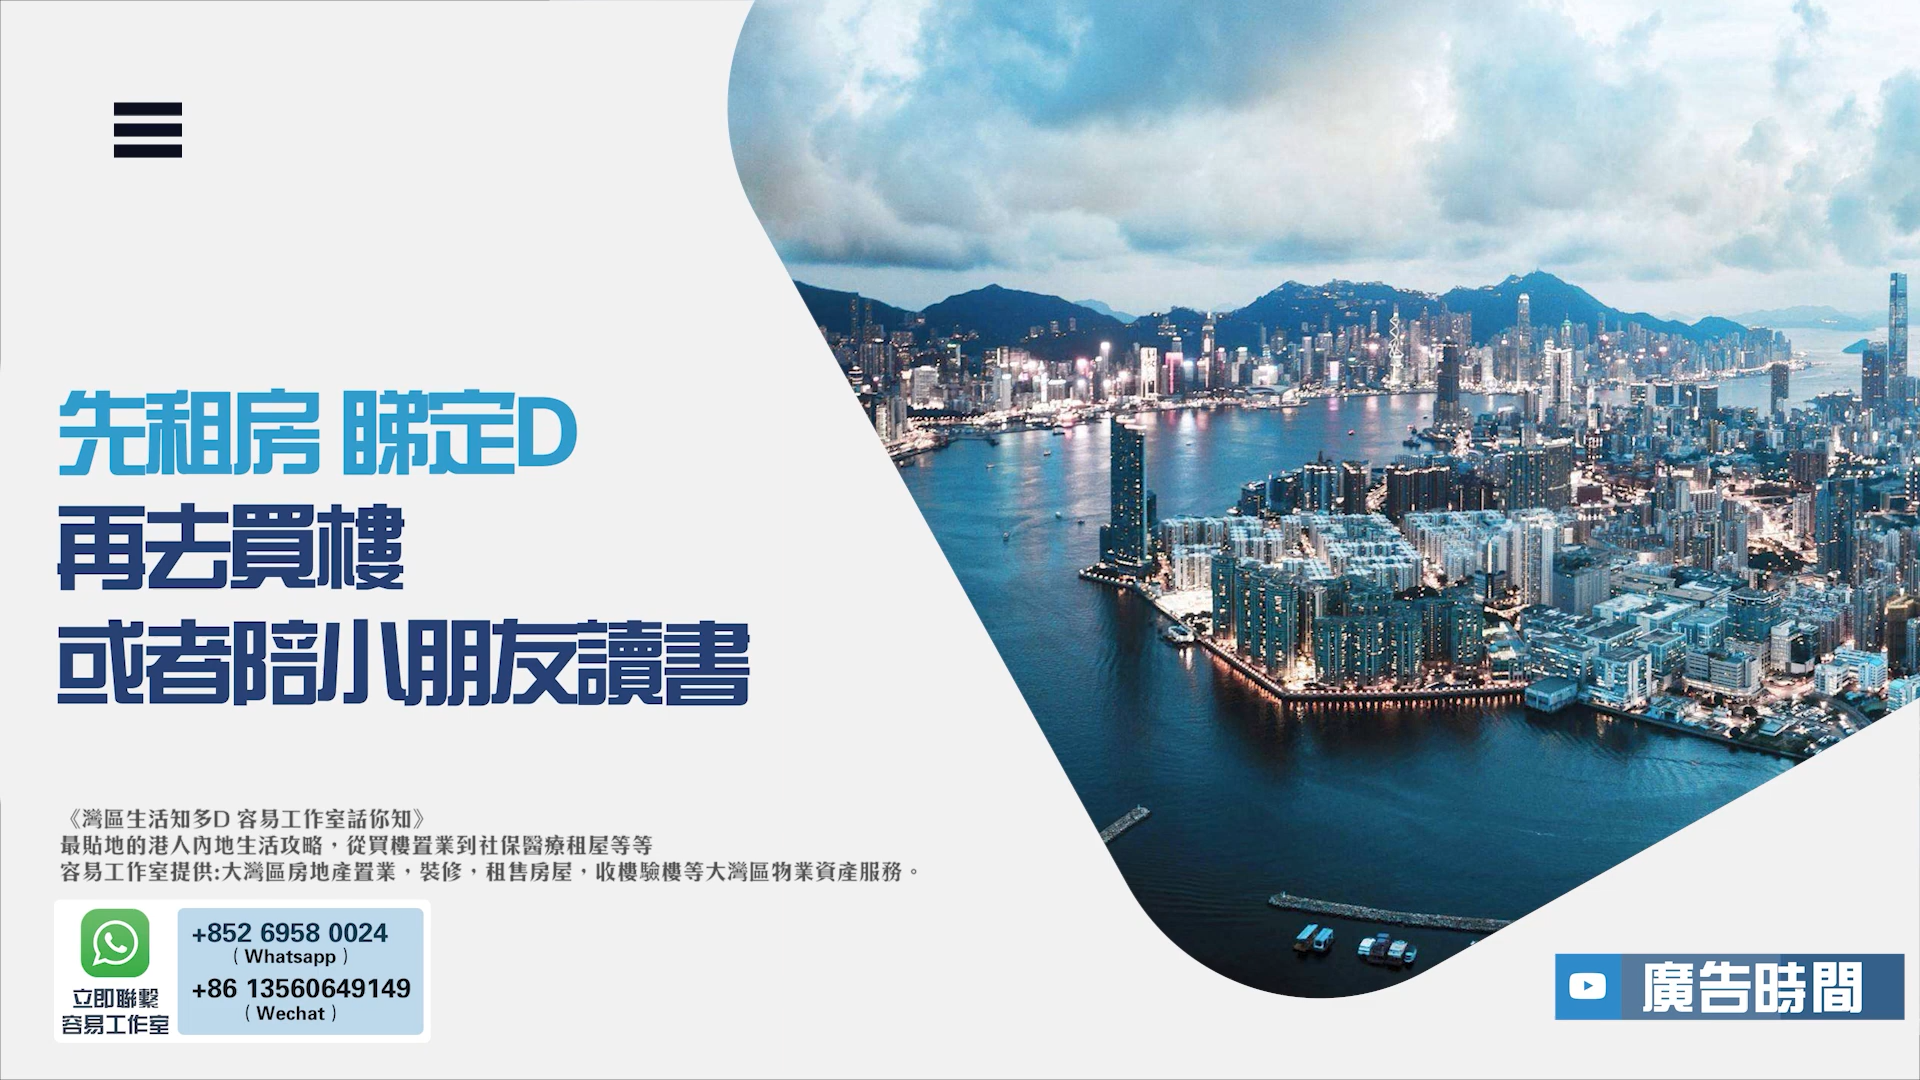 先租房 睇定D
再去買樓
或者陪小朋友讀書
《灣區生活知多D 容易工作室話你知》
最貼地的港人內地生活攻略，從買樓置業到社保醫療租屋等等
容易工作室提供:大灣區房地產置業，裝修，租售房屋，收樓驗樓等大灣區物業資產服務。
立即聯繫
容易工作室
+852 6958 0024
（Whatsapp）
+86 13560649149
（Wechat）
廣告時間